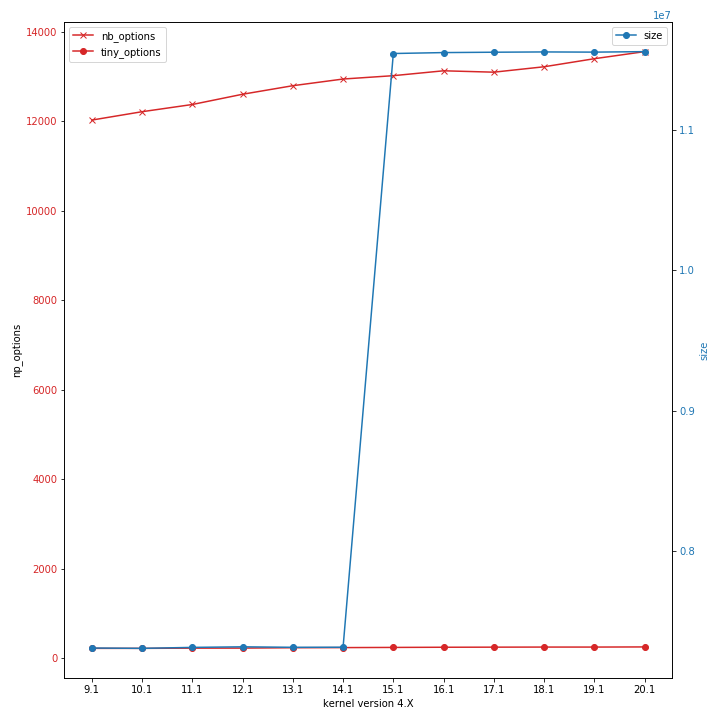 1e7
nb_options
tiny_options
size
14000
12000
10000
8000
6000
4000
2000
0
np_options
1.1
1.0
0.9
0.8
size
9.1 10.1 11.1 12.1 13.1 14.1 15.1 16.1 17.1 18.1 19.1 20.1
kernel version 4.X